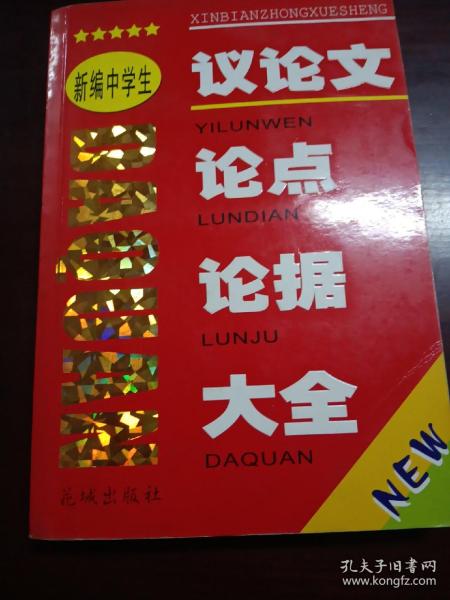 XINBIANZHONGXUESHENG
新编中学生
议论文
YILUNWEN
论点
LUNDIAN
论据
LUNJU
大全
DAQUAN
DAQUAN
NEW
花城出版社
孔夫子旧书网
www.kongfz.com